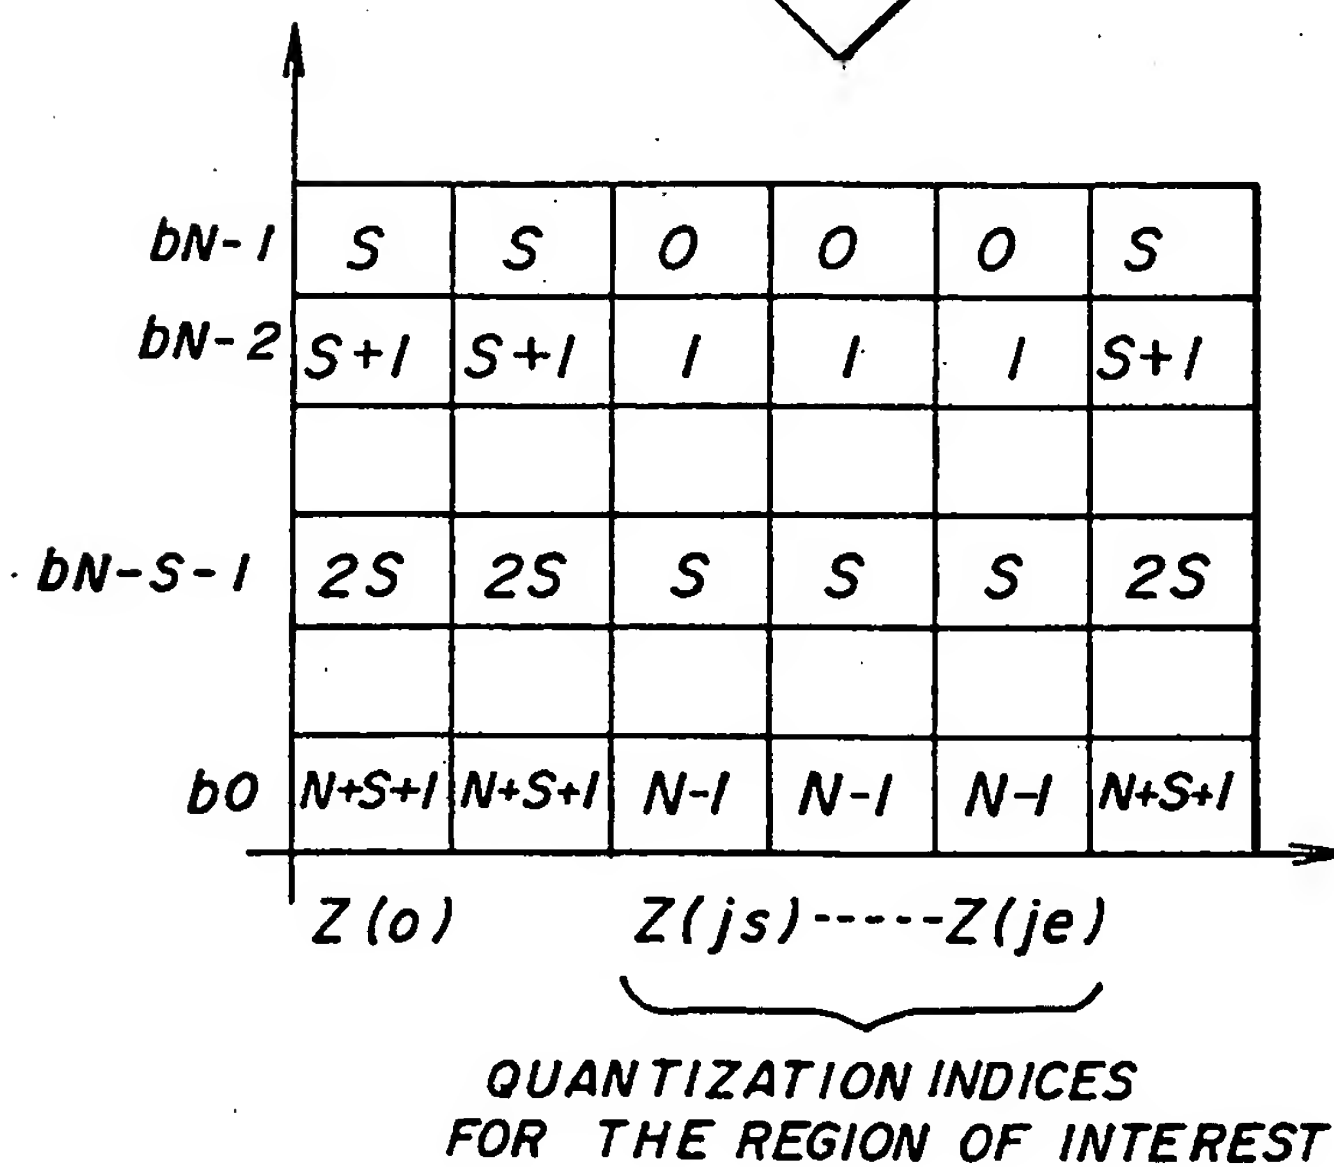 bN-1 S S 0 0 0 S
bN-2 S+1 S+1 1 1 1 S+1
bN-S-1 2S 2S S S S 2S
b0 N+S+1 N+S+1 N-1 N-1 N-1 N+S+1
Z(o) Z(js)-----Z(je)
QUANTIZATION INDICES
FOR THE REGION OF INTEREST